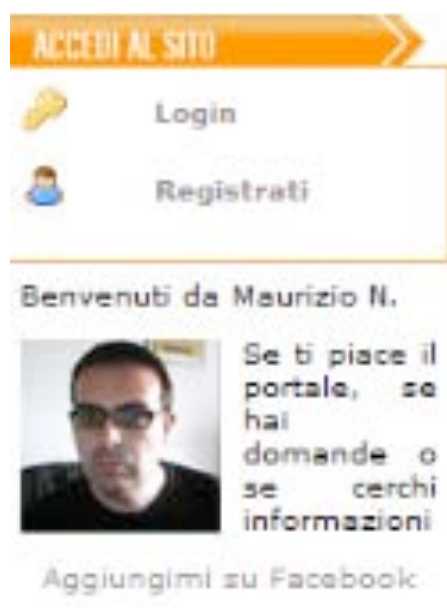 ACCEDI AL SITO
Login
Registrati
Benvenuti da Maurizio N.
Se ti piace il
portale, se
hai
domande o
se cerchi
informazioni
Aggiungimi su Facebook